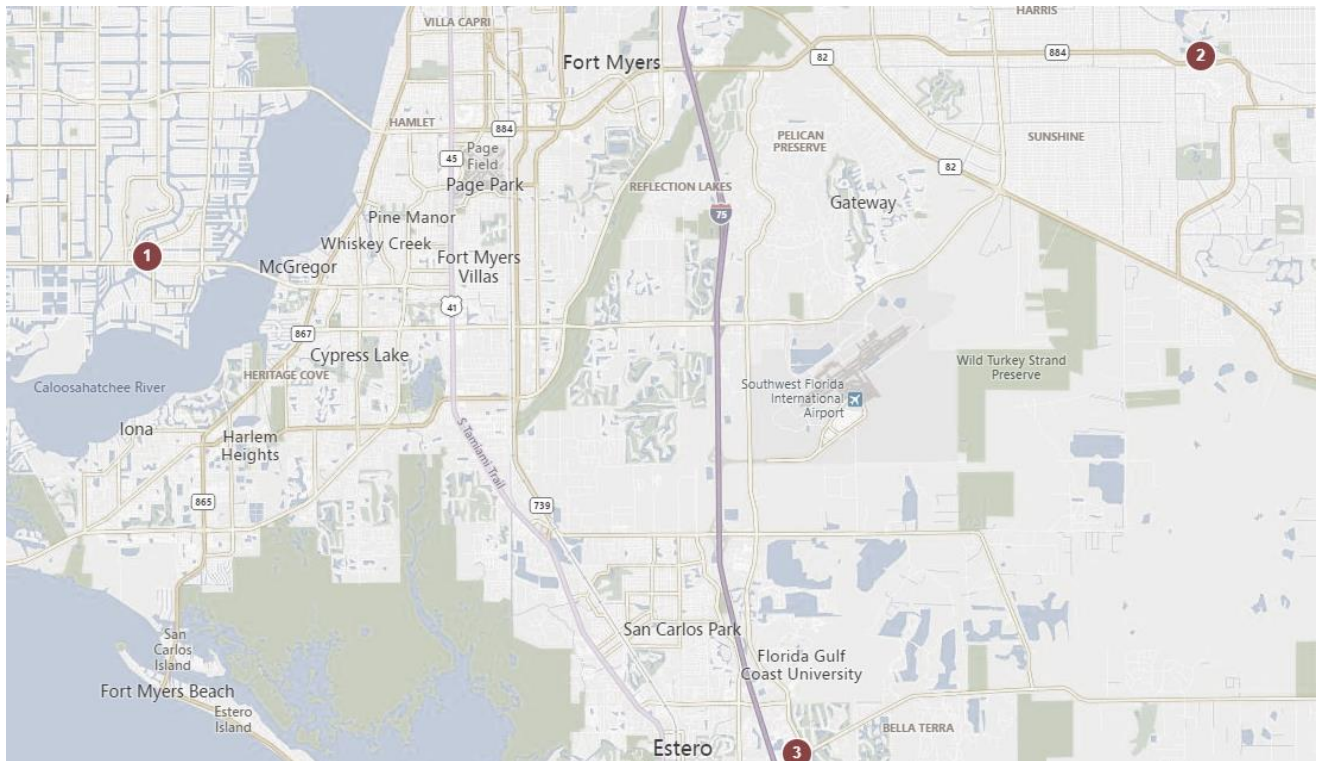 HARRIS
VILLA CAPRI
884
2
Fort Myers
82
HAMLET
884
PELICAN
PRESERVE
SUNSHINE
45
Page
Field
82
Page Park
REFLECTION LAKES
Gateway
75
Pine Manor
Whiskey Creek
1
McGregor
Fort Myers
Villas
41
867
Cypress Lake
HERITAGE COVE
Wild Turkey Strand
Preserve
Caloosahatchee River
Southwest Florida
International
Airport
Iona
Harlem
Heights
S Tamiami Trail
865
739
San Carlos Park
San
Carlos
Island
Florida Gulf
Coast University
Fort Myers Beach
Estero
Island
BELLA TERRA
Estero
3